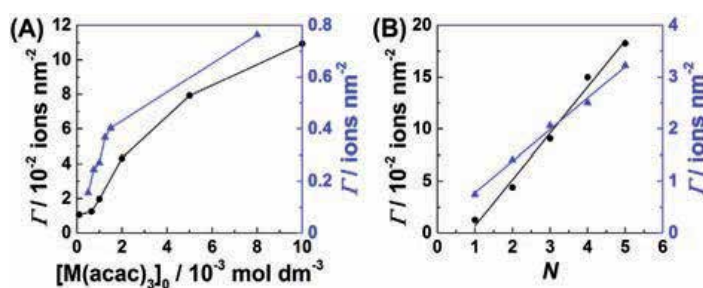 (A)
12
10
8
6
4
2
0
Γ / 10⁻² ions nm⁻²
0 2 4 6 8 10
[M(acac)₃]₀ / 10⁻³ mol dm⁻³
0.8
0.6
0.4
0.2
0.0
Γ / ions nm⁻²
(B)
20
15
10
5
0
Γ / 10⁻² ions nm⁻²
0 1 2 3 4 5 6
N
4
3
2
1
0
Γ / ions nm⁻²